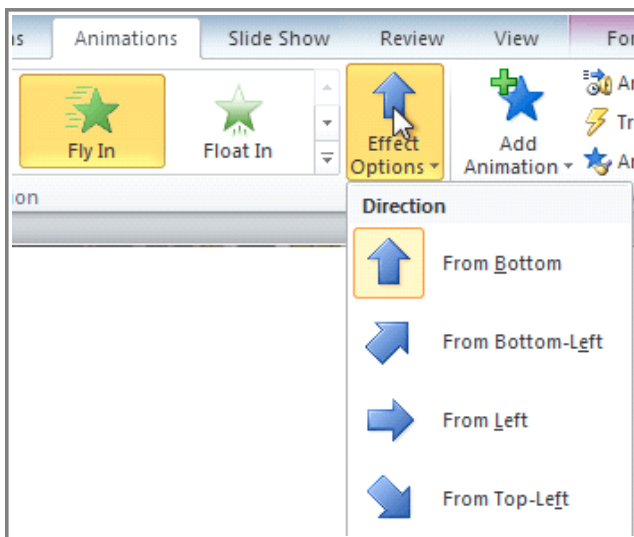 Animations Slide Show Review View
Fly In Float In Effect Options Add Animation
Direction
From Bottom
From Bottom-Left
From Left
From Top-Left